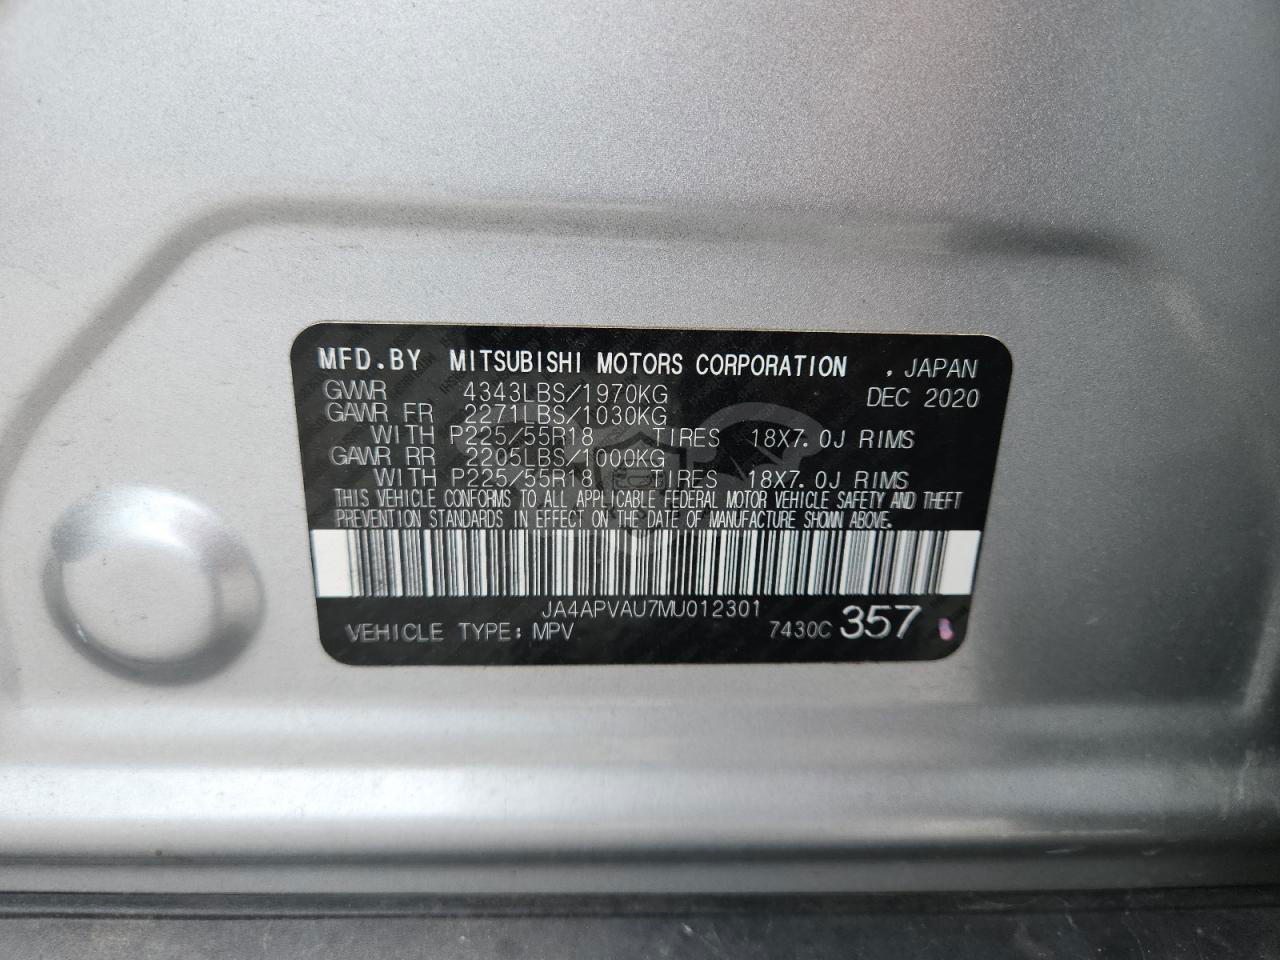 MFD.BY MITSUBISHI MOTORS CORPORATION , JAPAN
GVWR 4343LBS/1970KG DEC 2020
GAWR FR 2271LBS/1030KG
WITH P225/55R18 TIRES 18X7.0J RIMS
GAWR RR 2205LBS/1000KG
WITH P225/55R18 TIRES 18X7.0J RIMS
THIS VEHICLE CONFORMS TO ALL APPLICABLE FEDERAL MOTOR VEHICLE SAFETY AND THEFT
PREVENTION STANDARDS IN EFFECT ON THE DATE OF MANUFACTURE SHOWN ABOVE.
JA4APVAU7MU012301
VEHICLE TYPE: MPV 7430C 357